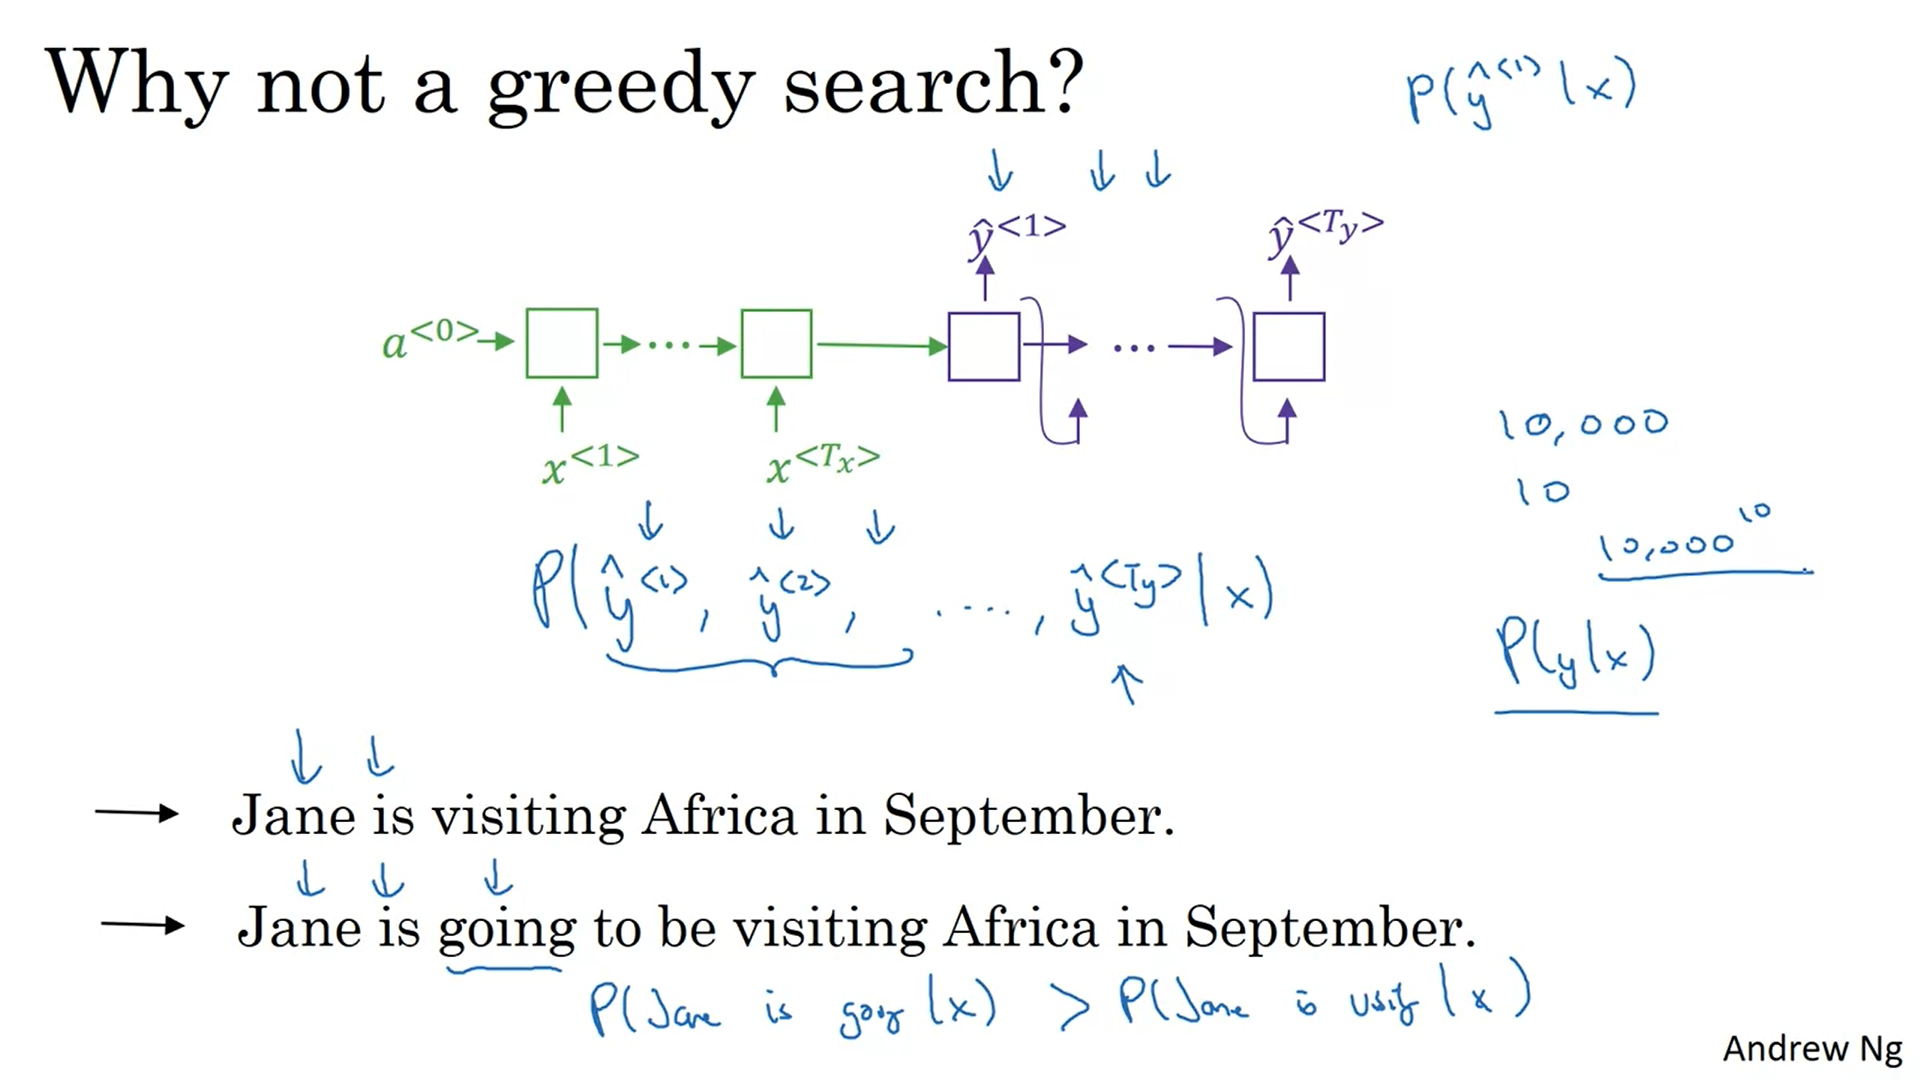 Why not a greedy search?
P(ŷ<1>|x)
ŷ<1>
ŷ<Ty>
a<0>
...
...
x<1>
x<Tx>
10,000
10
10,000^10
P(ŷ<1>, ŷ<2>, ...., ŷ<Ty>|x)
P(y|x)
Jane is visiting Africa in September.
Jane is going to be visiting Africa in September.
P(Jane is going|x) > P(Jane is visiting|x)
Andrew Ng